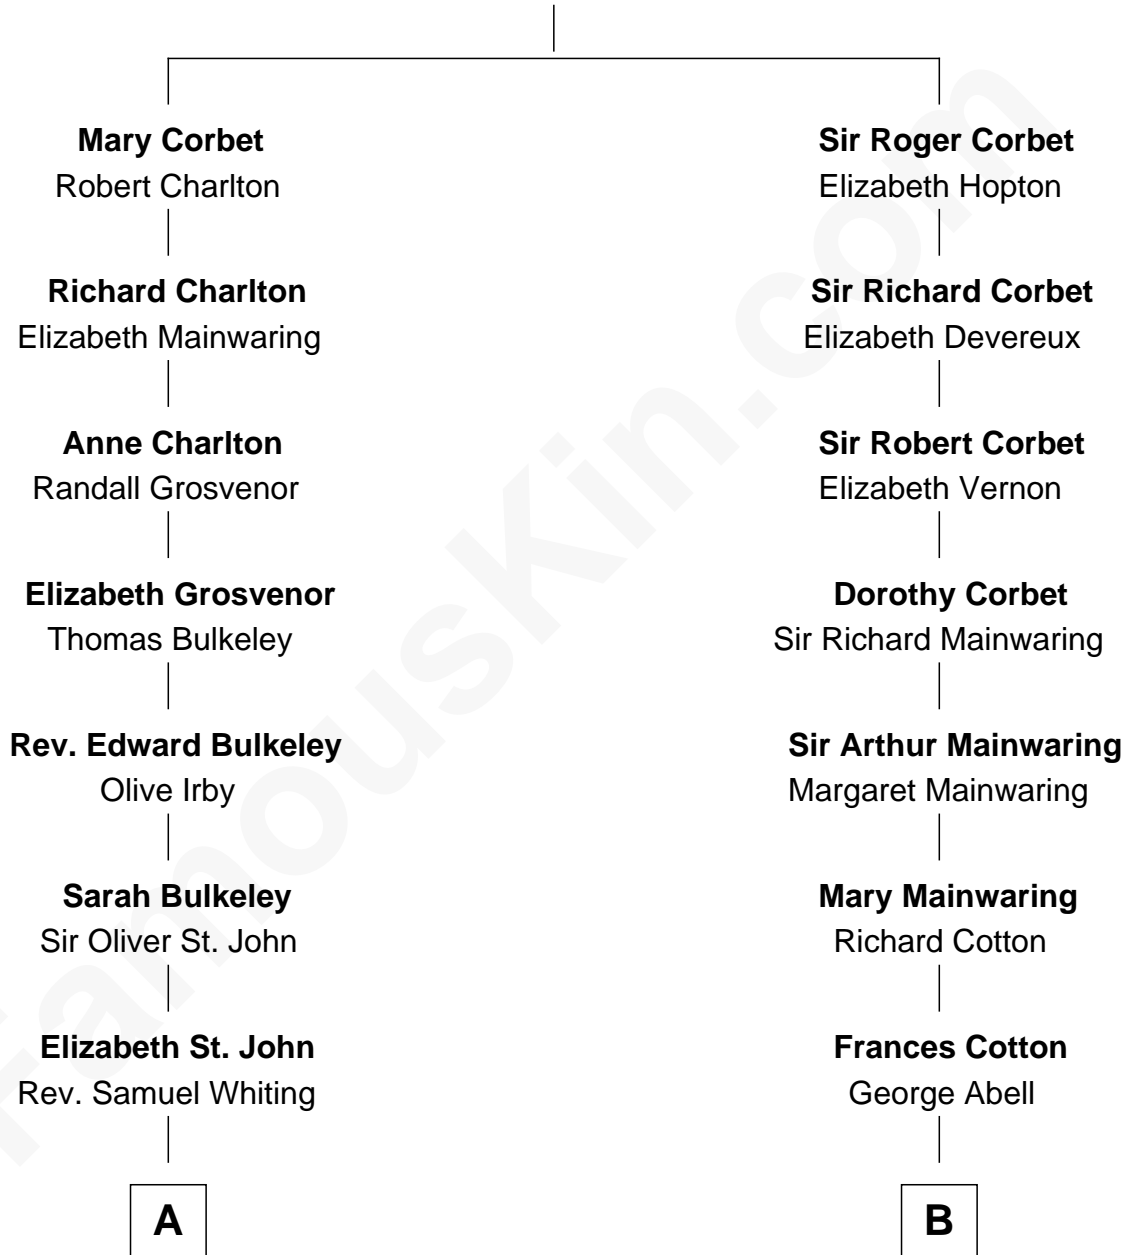 Mary Corbet
Robert Charlton
Richard Charlton
Elizabeth Mainwaring
Anne Charlton
Randall Grosvenor
Elizabeth Grosvenor
Thomas Bulkeley
Rev. Edward Bulkeley
Olive Irby
Sarah Bulkeley
Sir Oliver St. John
Elizabeth St. John
Rev. Samuel Whiting
A
Sir Roger Corbet
Elizabeth Hopton
Sir Richard Corbet
Elizabeth Devereux
Sir Robert Corbet
Elizabeth Vernon
Dorothy Corbet
Sir Richard Mainwaring
Sir Arthur Mainwaring
Margaret Mainwaring
Mary Mainwaring
Richard Cotton
Frances Cotton
George Abell
B
FamousKin.com